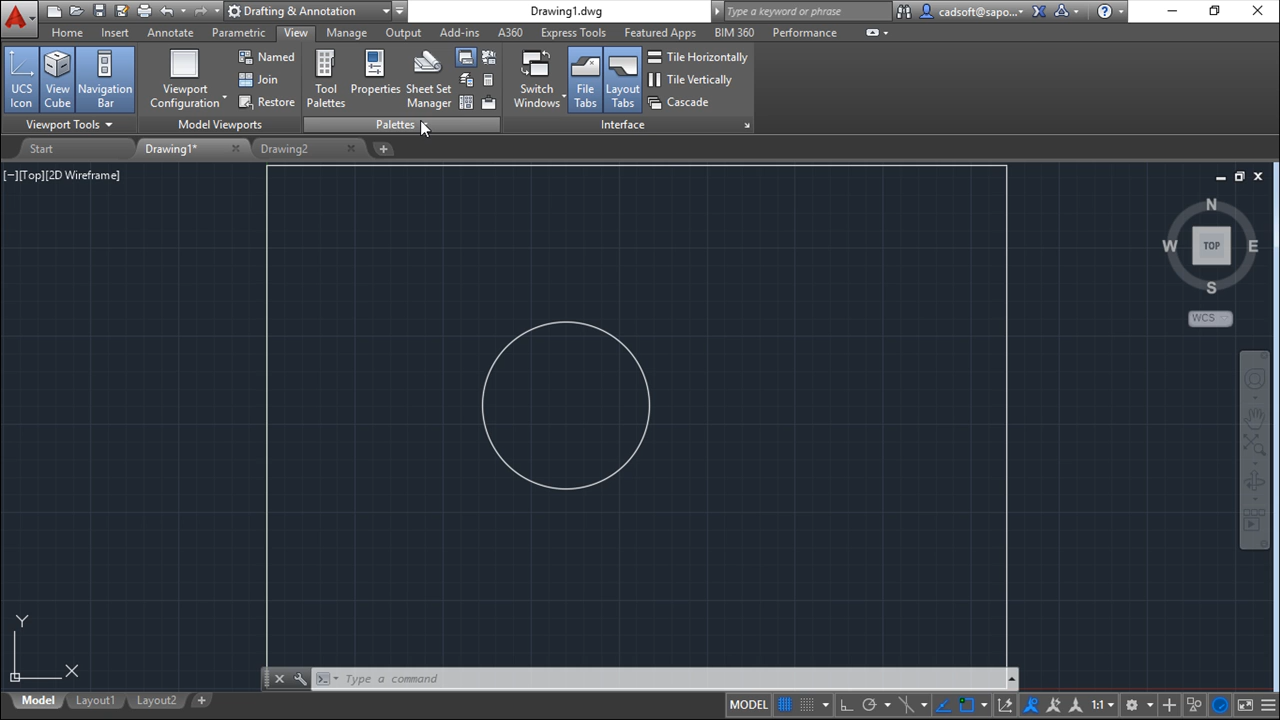 Drafting & Annotation
Drawing1.dwg
Type a keyword or phrase
cadsoft@sapo...
Home Insert Annotate Parametric View Manage Output Add-ins A360 Express Tools Featured Apps BIM 360 Performance
UCS Icon
View Cube
Navigation Bar
Viewport Configuration
Named
Join
Restore
Tool Palettes
Properties
Sheet Set Manager
Switch Windows
File Tabs
Layout Tabs
Tile Horizontally
Tile Vertically
Cascade
Viewport Tools Model Viewports Palettes Interface
Start Drawing1* Drawing2
[−][Top][2D Wireframe]
N
W TOP E
S
WCS
Y
X
Type a command
Model Layout1 Layout2
MODEL 1:1